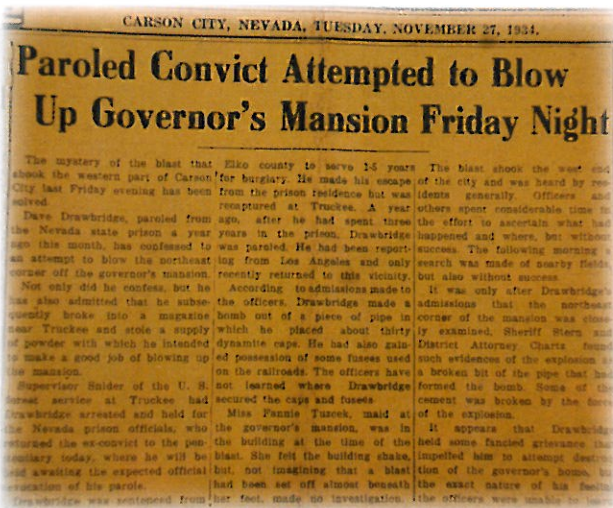 CARSON CITY, NEVADA, TUESDAY, NOVEMBER 27, 1934.
Paroled Convict Attempted to Blow
Up Governor's Mansion Friday Night
The mystery of the blast that
shook the western part of Carson
City last Friday evening has been
solved.
Dave Drawbridge, paroled from
the Nevada state prison a year
ago this month, has confessed to
an attempt to blow the northeast
corner off the governor's mansion.
Not only did he confess, but he
has also admitted that he subse-
quently broke into a magazine
near Truckee and stole a supply
of powder with which he intended
to make a good job of blowing up
the mansion.
Supervisor Snider of the U. S.
forest service at Truckee had
Drawbridge arrested and held for
the Nevada prison officials, who
returned the ex-convict to the pen-
itentiary today, where he will be
held awaiting the expected official
revocation of his parole.
Drawbridge was sentenced from
Elko county to serve 1-5 years
for burglary. He made his escape
from the prison residence but was
recaptured at Truckee. A year
ago, after he had spent three
years in the prison, Drawbridge
was paroled. He had been report-
ing from Los Angeles and only
recently returned to this vicinity.
According to admissions made to
the officers, Drawbridge made a
bomb out of a piece of pipe in
which he placed about thirty
dynamite caps. He had also gain-
ed possession of some fusees used
on the railroads. The officers have
not learned where Drawbridge
secured the caps and fusees.
Miss Fannie Tuzcek, maid at
the governor's mansion, was in
the building at the time of the
blast. She felt the building shake,
but, not imagining that a blast
had been set off almost beneath
her feet, made no investigation.
The blast shook the west end
of the city and was heard by res-
idents generally. Officers and
others spent considerable time in
the effort to ascertain what had
happened and where, but without
success. The following morning a
search was made of nearby fields
but also without success.
It was only after Drawbridge's
admissions that the northeast
corner of the mansion was close-
ly examined. Sheriff Stern and
District Attorney Chartz found
such evidences of the explosion as
a broken bit of the pipe that had
formed the bomb. Some of the
cement was broken by the force
of the explosion.
It appears that Drawbridge
held some fancied grievance that
impelled him to attempt destruc-
tion of the governor's home, but
the exact nature of his
the officers were unable to learn